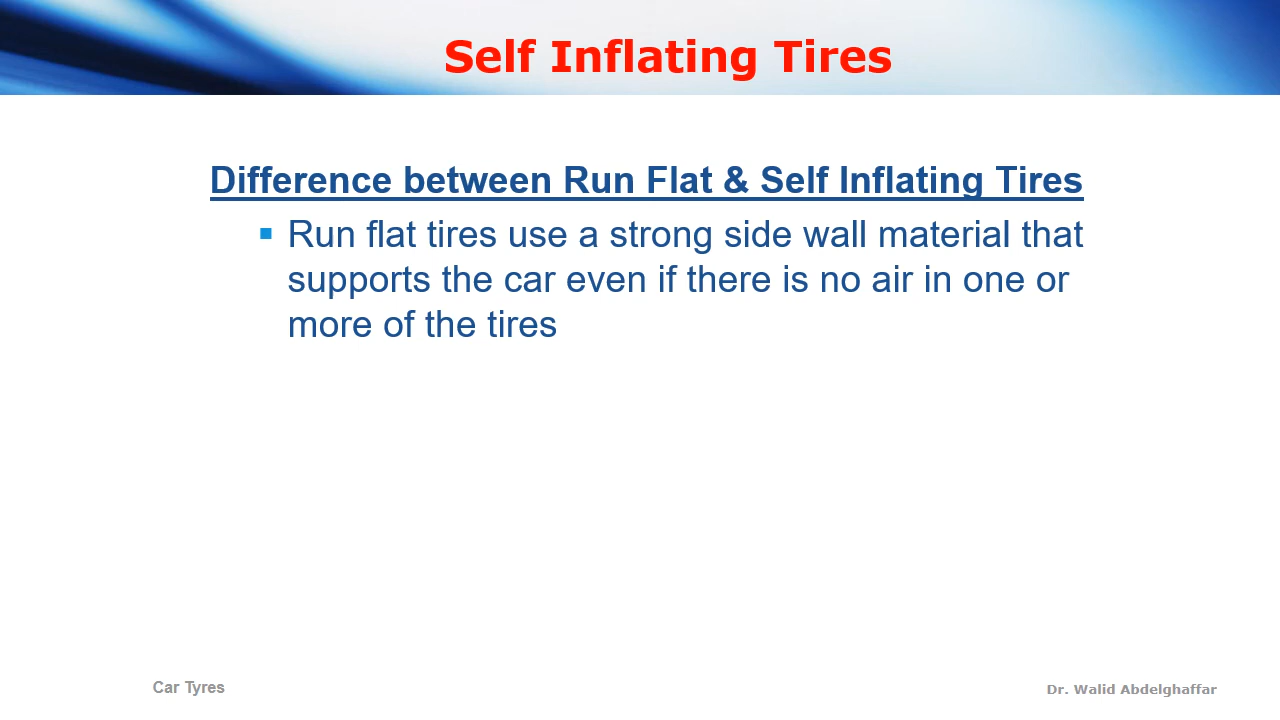 Self Inflating Tires
Difference between Run Flat & Self Inflating Tires
Run flat tires use a strong side wall material that
supports the car even if there is no air in one or
more of the tires
Car Tyres
Dr. Walid Abdelghaffar